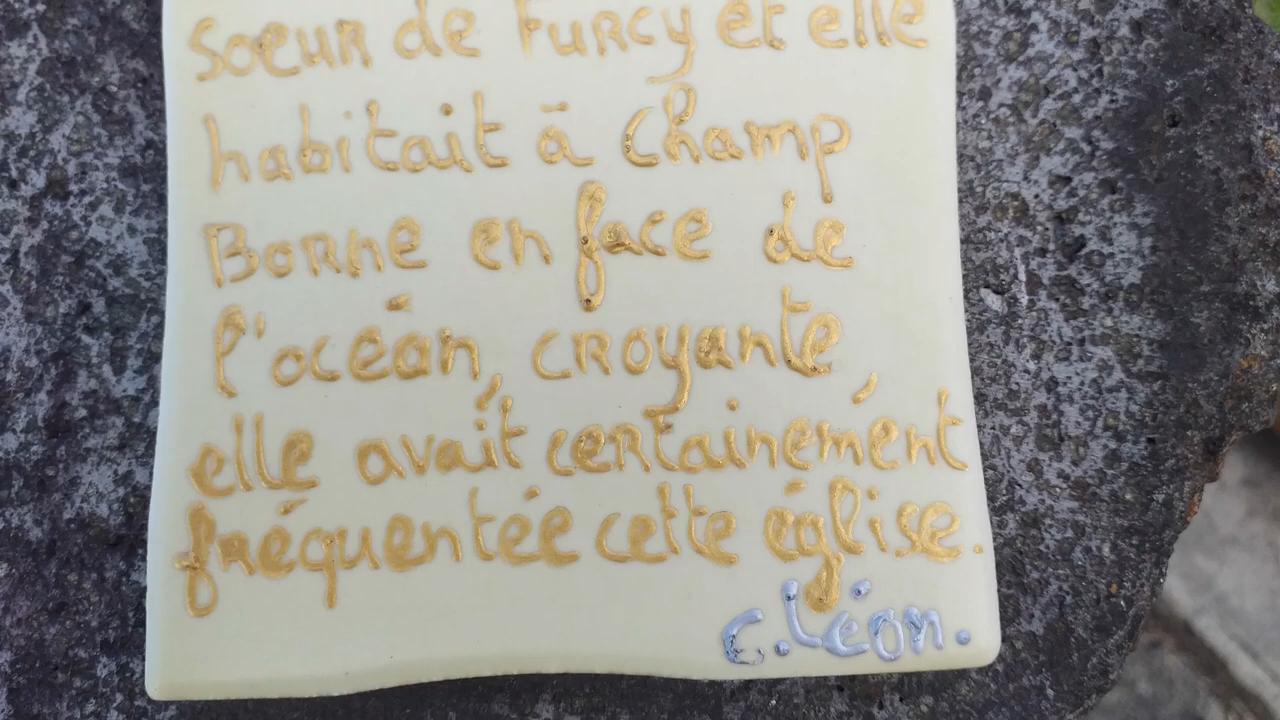 soeur de Furcy et elle
habitait à Champ
Borne en face de
l'océan, croyante,
elle avait certainement
fréquentée cette église.
C. Léon.